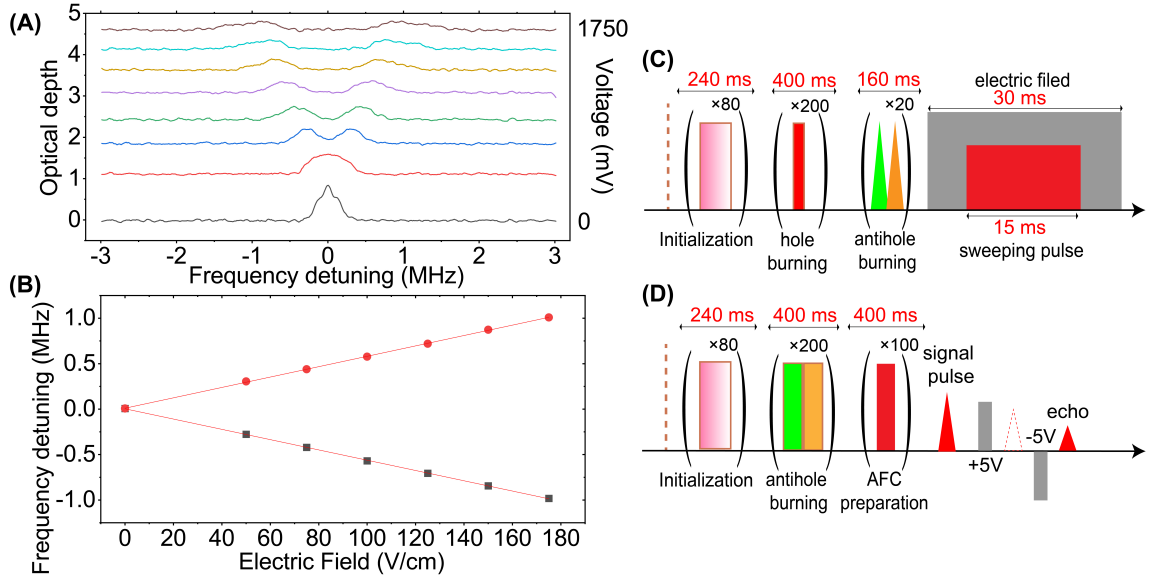 (A)
5
4
3
2
1
0
Optical depth
1750
0
Voltage (mV)
-3
-2
-1
0
1
2
3
Frequency detuning (MHz)
(B)
1.0
0.5
0.0
-0.5
-1.0
Frequency detuning (MHz)
0
20
40
60
80
100
120
140
160
180
Electric Field (V/cm)
(C)
240 ms
400 ms
160 ms
electric filed
30 ms
×80
×200
×20
15 ms
Initialization
hole
burning
antihole
burning
sweeping pulse
(D)
240 ms
400 ms
400 ms
×80
×200
×100
signal
pulse
echo
-5V
+5V
Initialization
antihole
burning
AFC
preparation